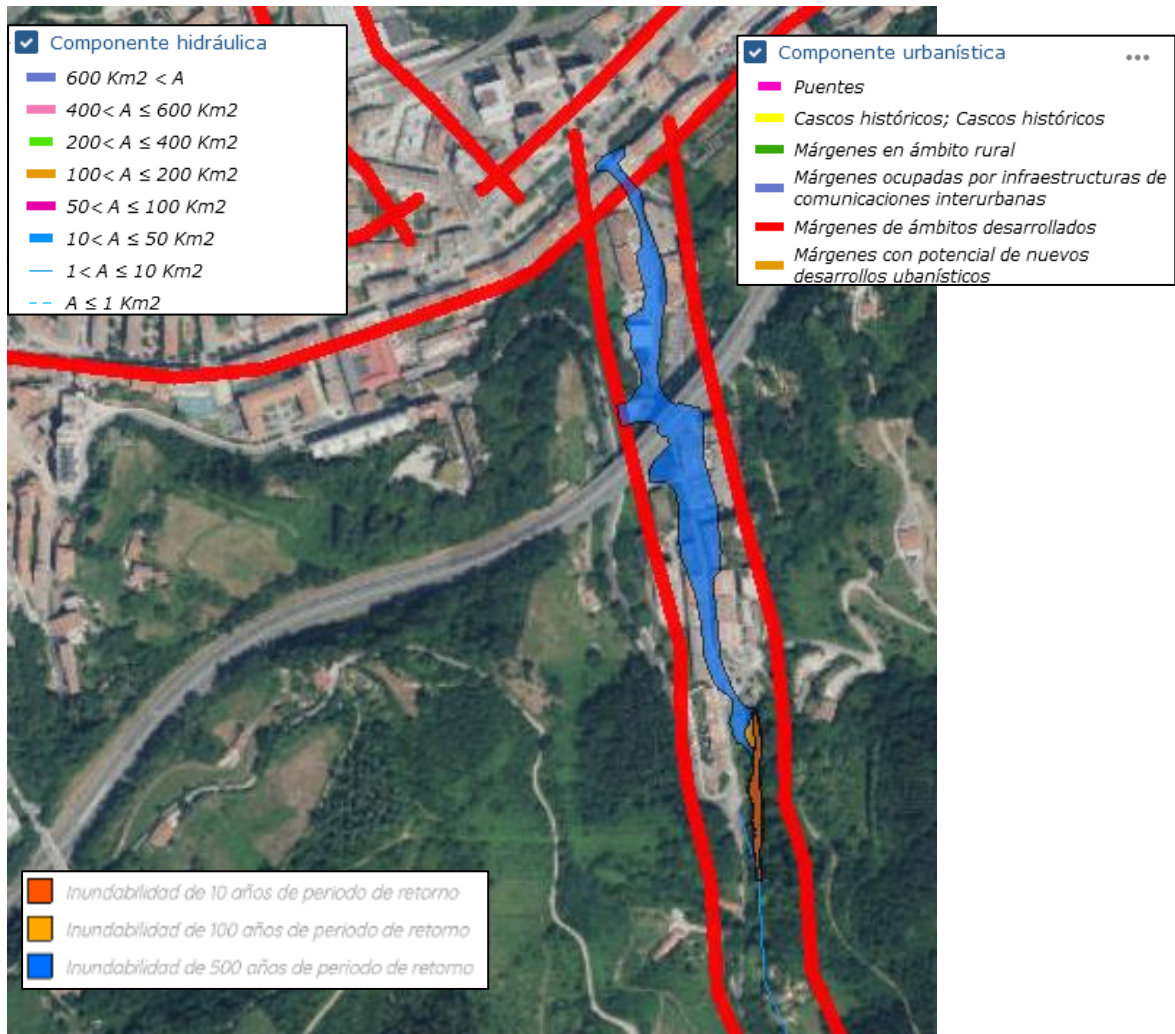 Componente hidráulica
600 Km2 < A
400< A ≤ 600 Km2
200< A ≤ 400 Km2
100< A ≤ 200 Km2
50< A ≤ 100 Km2
10< A ≤ 50 Km2
1< A ≤ 10 Km2
A ≤ 1 Km2
Componente urbanística
Puentes
Cascos históricos; Cascos históricos
Márgenes en ámbito rural
Márgenes ocupadas por infraestructuras de
comunicaciones interurbanas
Márgenes de ámbitos desarrollados
Márgenes con potencial de nuevos
desarrollos ubanísticos
Inundabilidad de 10 años de periodo de retorno
Inundabilidad de 100 años de periodo de retorno
Inundabilidad de 500 años de periodo de retorno